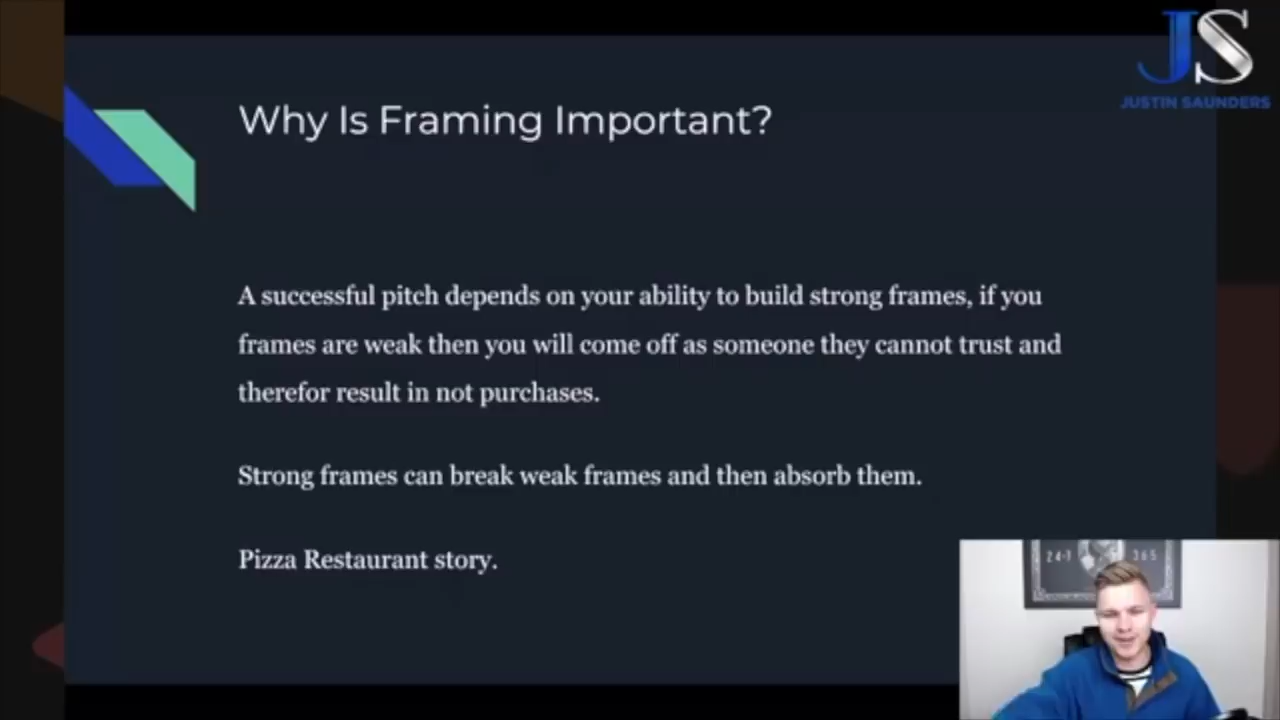 JS
JUSTIN SAUNDERS
Why Is Framing Important?
A successful pitch depends on your ability to build strong frames, if you
frames are weak then you will come off as someone they cannot trust and
therefor result in not purchases.
Strong frames can break weak frames and then absorb them.
Pizza Restaurant story.
24-7
365